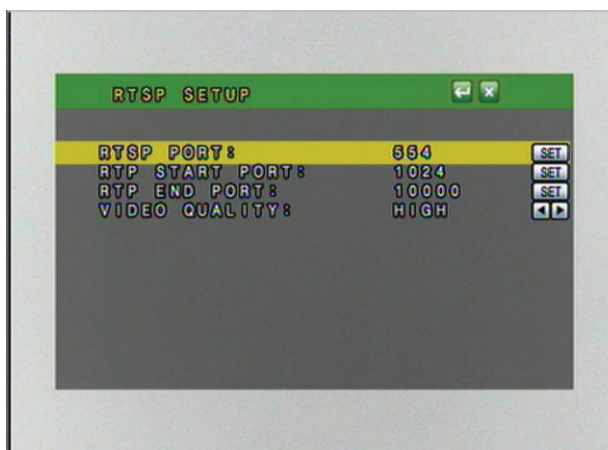 RTSP SETUP
RTSP PORT: 554 SET
RTP START PORT: 1024 SET
RTP END PORT: 10000 SET
VIDEO QUALITY: HIGH